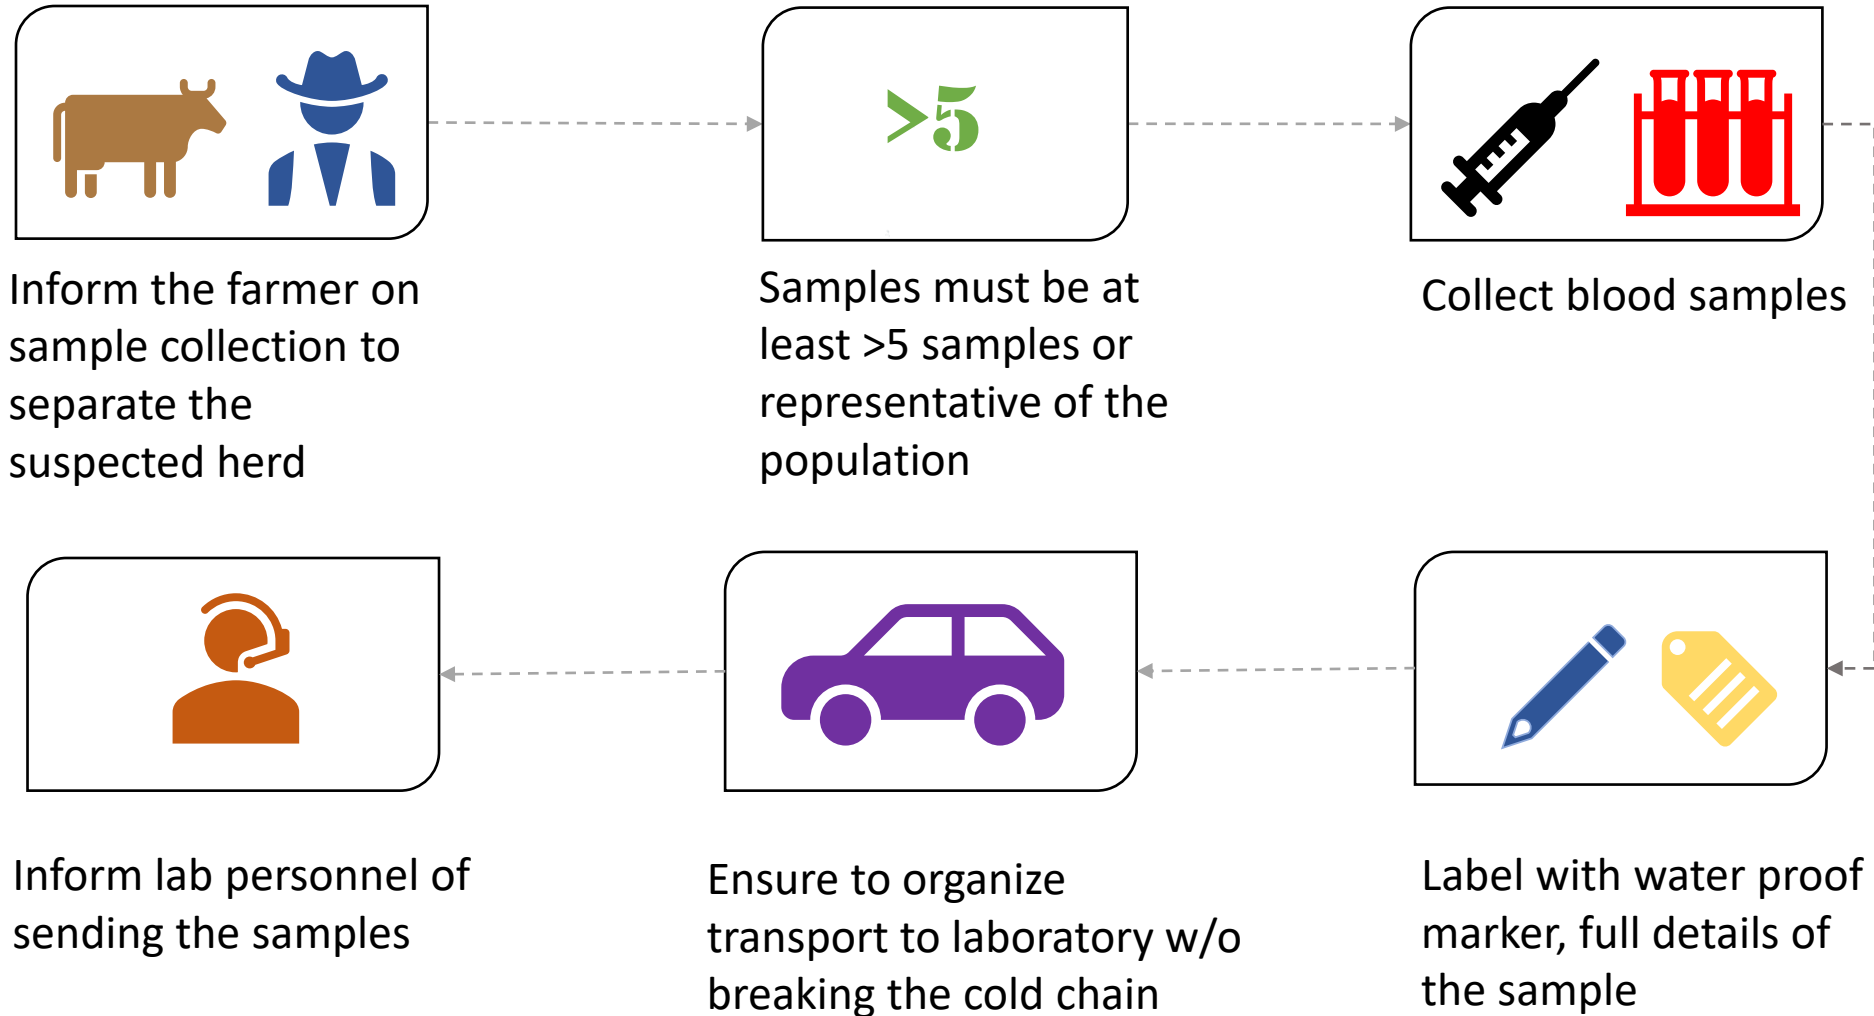 >5
Inform the farmer on
sample collection to
separate the
suspected herd
Samples must be at
least >5 samples or
representative of the
population
Collect blood samples
Label with water proof
marker, full details of
the sample
Ensure to organize
transport to laboratory w/o
breaking the cold chain
Inform lab personnel of
sending the samples